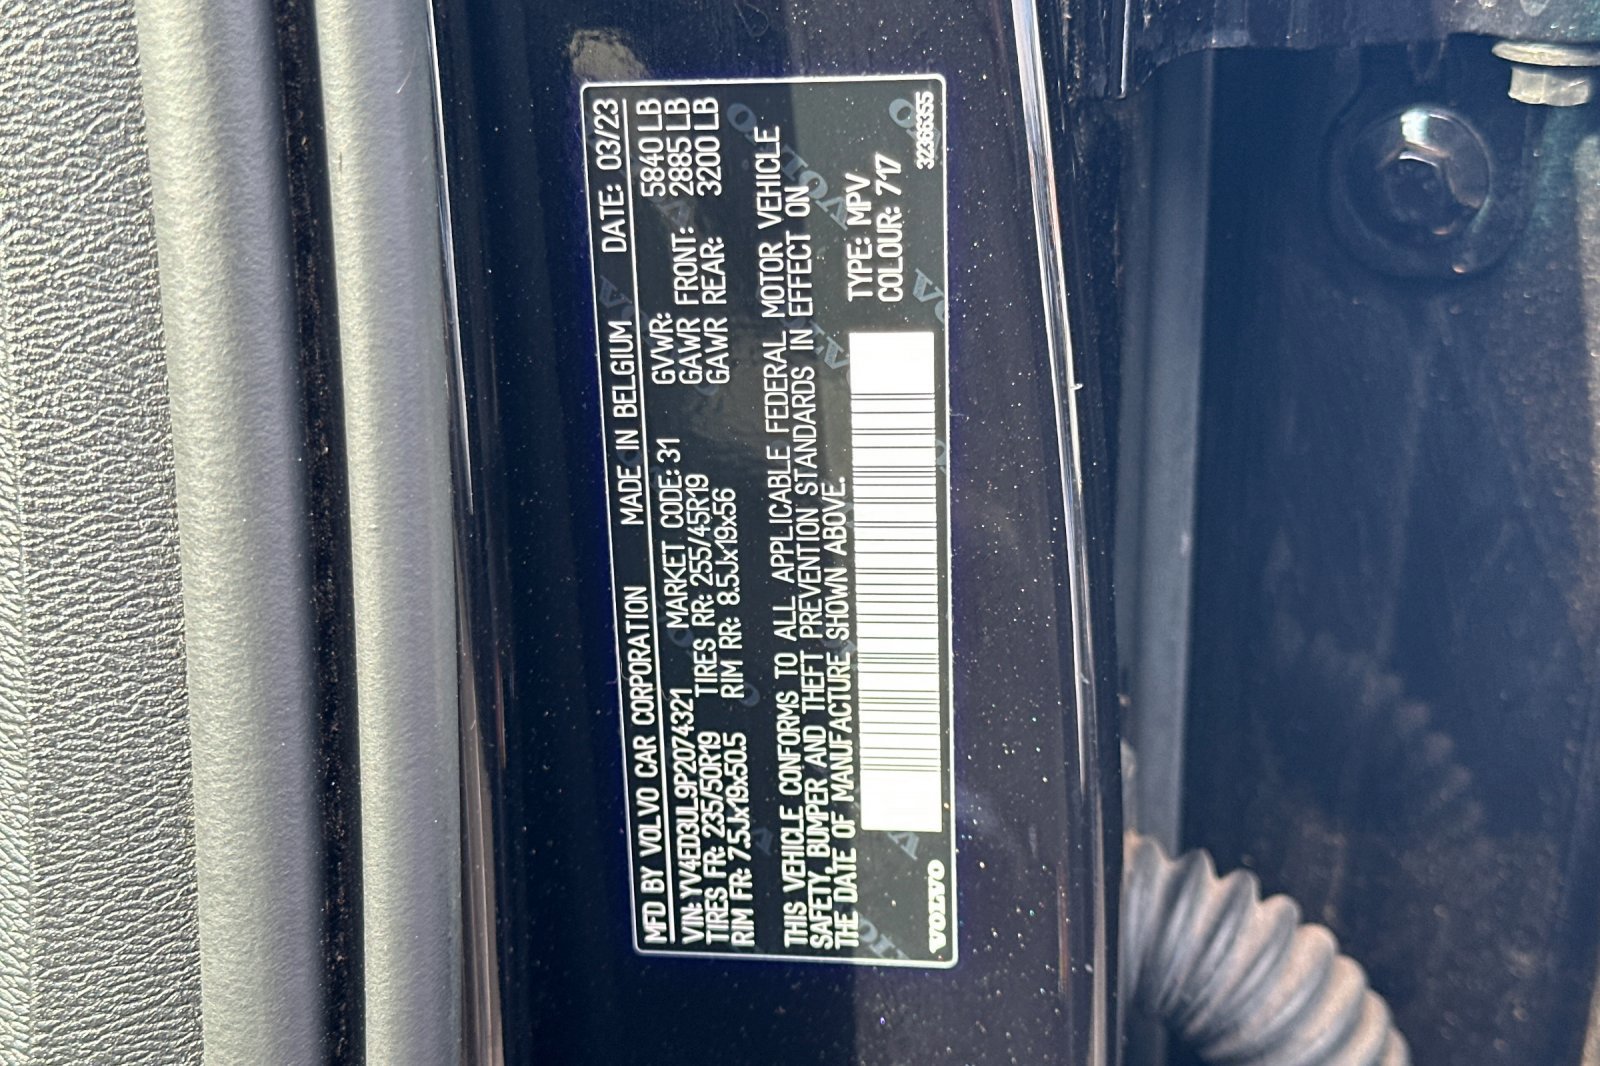 MFD BY VOLVO CAR CORPORATION MADE IN BELGIUM DATE: 03/23
VIN: YV4ED3UL9P2074321 MARKET CODE: 31 GVWR: 5840 LB
TIRES FR: 235/50R19 TIRES RR: 255/45R19 GAWR FRONT: 2885 LB
RIM FR: 7.5Jx19x50.5 RIM RR: 8.5Jx19x56 GAWR REAR: 3200 LB
THIS VEHICLE CONFORMS TO ALL APPLICABLE FEDERAL MOTOR VEHICLE
SAFETY, BUMPER AND THEFT PREVENTION STANDARDS IN EFFECT ON
THE DATE OF MANUFACTURE SHOWN ABOVE.
TYPE: MPV
COLOUR: 717
VOLVO 32366355